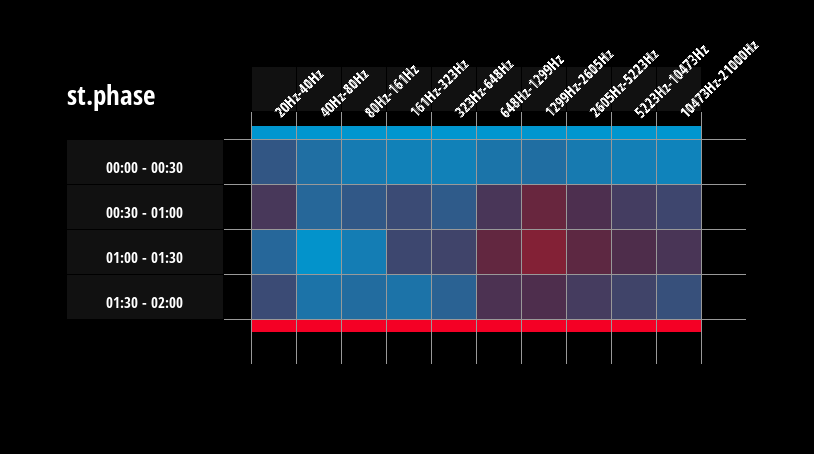 st.phase
20Hz-40Hz
40Hz-80Hz
80Hz-161Hz
161Hz-323Hz
323Hz-648Hz
648Hz-1299Hz
1299Hz-2605Hz
2605Hz-5223Hz
5223Hz-10473Hz
10473Hz-21000Hz
00:00 - 00:30
00:30 - 01:00
01:00 - 01:30
01:30 - 02:00